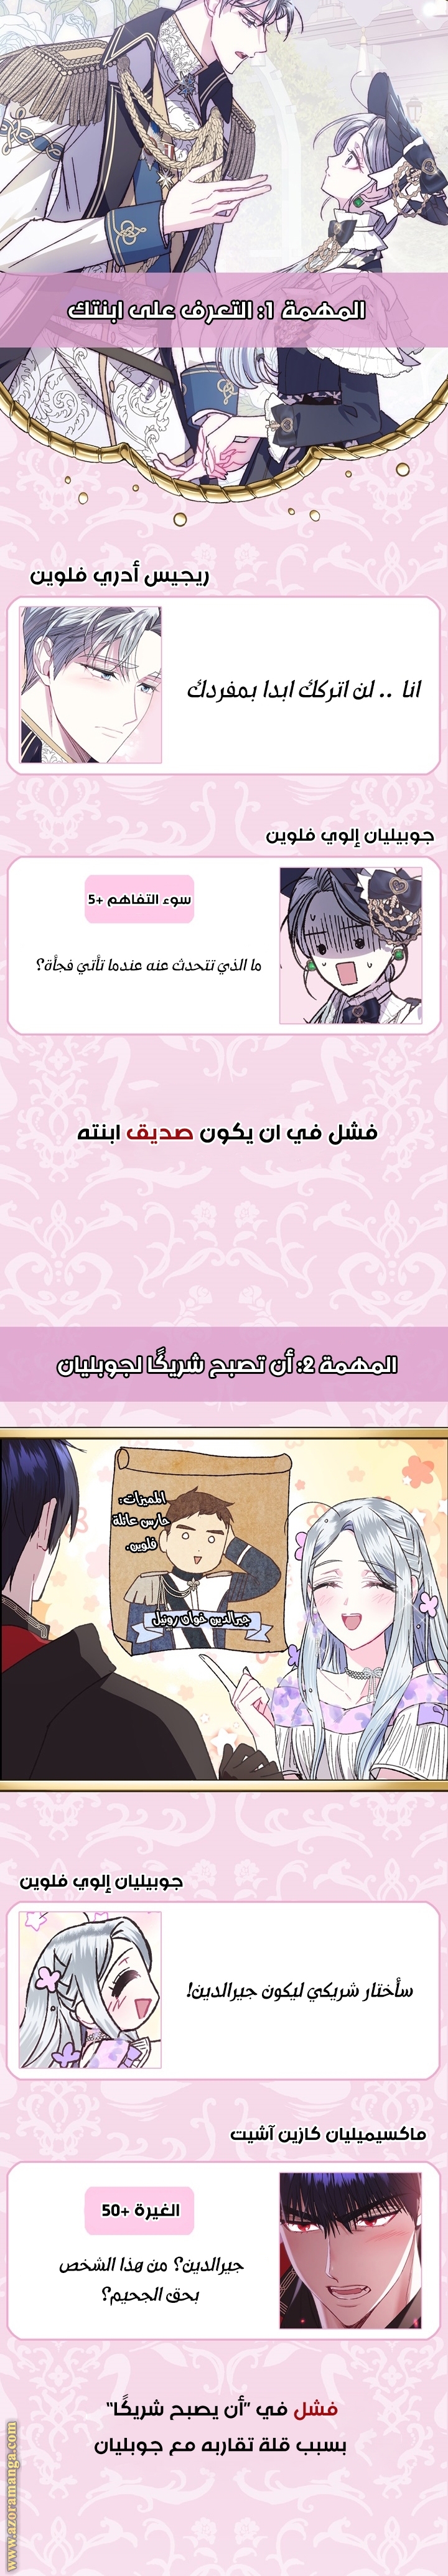 المهمة 1: التعرف على ابنتك
ريجيس أدري فلوين
انا .. لن اتركك ابدا بمفردك
جوبيليان إلوي فلوين
سوء التفاهم +5
ما الذي تتحدث عنه عندما تأتي فجأة؟
فشل في ان يكون صديق ابنته
المهمة 2: أن تصبح شريكًا لجوبليان
المميزات:
حارس عائلة
فلوين.
جيرالدين خوان رونيل
جوبيليان إلوي فلوين
سأختار شريكي ليكون جيرالدين!
ماكسيميليان كازين آشيت
الغيرة +50
جيرالدين؟ من هذا الشخص
بحق الجحيم؟
فشل في "أن يصبح شريكًا"
بسبب قلة تقاربه مع جوبليان
www.azoramanga.com